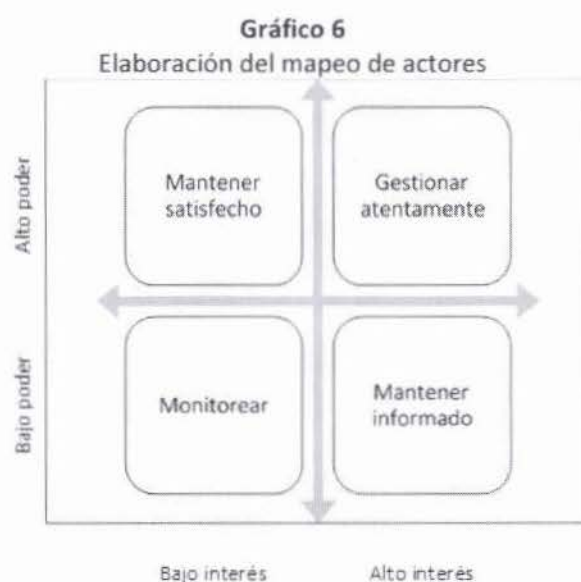 Gráfico 6
Elaboración del mapeo de actores
Alto poder
Mantener
satisfecho
Gestionar
atentamente
Bajo poder
Monitorear
Mantener
informado
Bajo interés
Alto interés